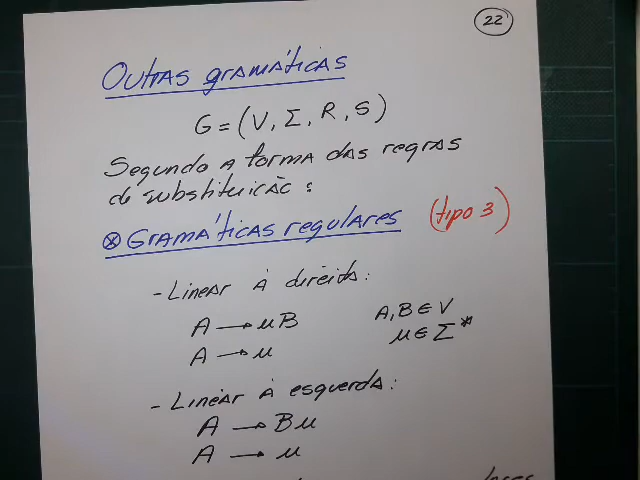 22
Outras gramáticas
G = (V, Σ, R, S)
Segundo a forma das regras
de substituição:
⊗ Gramáticas regulares (tipo 3)
- Linear à direita:
A → uB A, B ∈ V
A → u u ∈ Σ*
- Linear à esquerda:
A → Bu
A → u